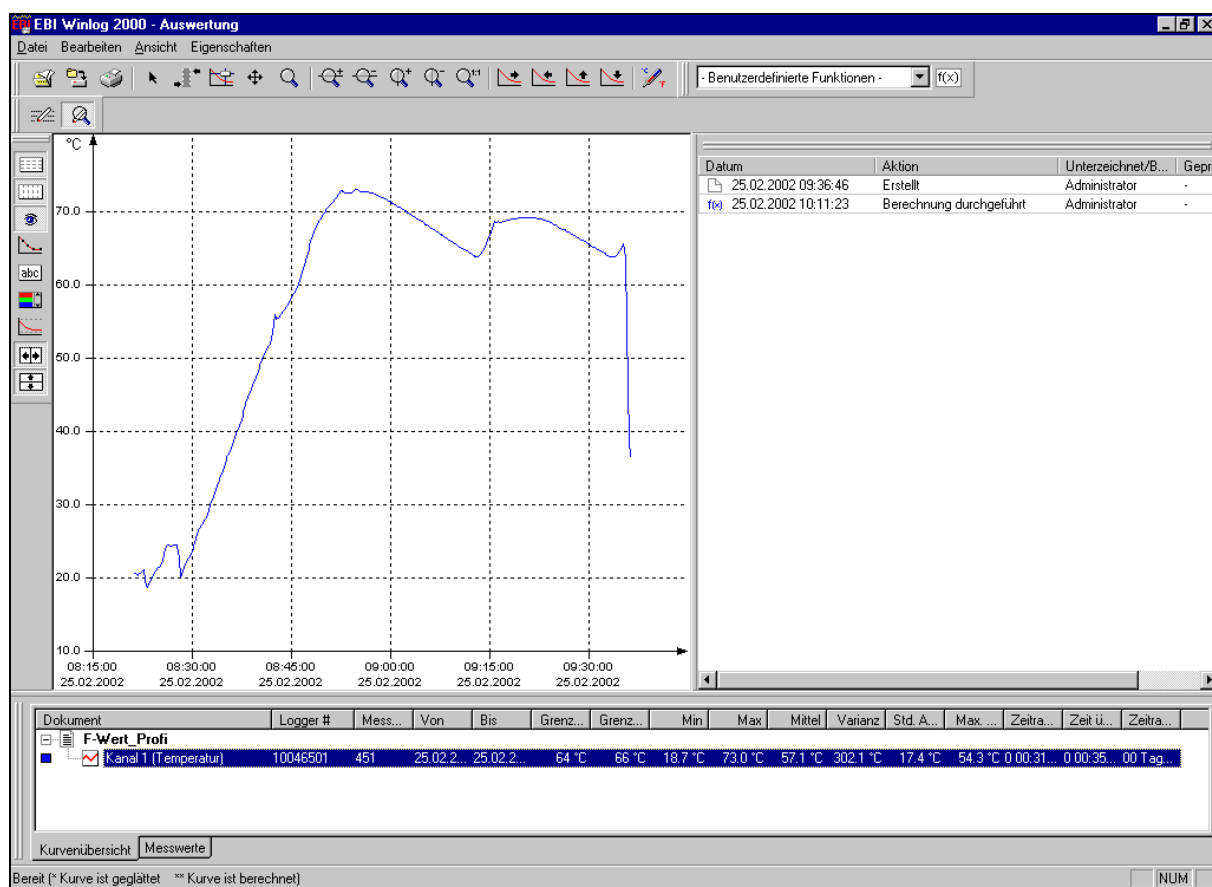 EBI EBI Winlog 2000 - Auswertung
Datei Bearbeiten Ansicht Eigenschaften
- Benutzerdefinierte Funktionen - f(x)
°C
70.0
60.0
50.0
40.0
30.0
20.0
10.0
08:15:00 08:30:00 08:45:00 09:00:00 09:15:00 09:30:00
25.02.2002 25.02.2002 25.02.2002 25.02.2002 25.02.2002 25.02.2002
abc
Datum Aktion Unterzeichnet/B... Gepr
25.02.2002 09:36:46 Erstellt Administrator -
f(x) 25.02.2002 10:11:23 Berechnung durchgeführt Administrator -
Dokument Logger # Mess... Von Bis Grenz... Grenz... Min Max Mittel Varianz Std. A... Max. ... Zeitra... Zeit ü... Zeitra...
F-Wert_Profi
Kanal 1 (Temperatur) 10046501 451 25.02.2... 25.02.2... 64 °C 66 °C 18.7 °C 73.0 °C 57.1 °C 302.1 °C 17.4 °C 54.3 °C 0 00:31... 0 00:35... 00 Tag...
Kurvenübersicht Messwerte
Bereit (* Kurve ist geglättet ** Kurve ist berechnet) NUM